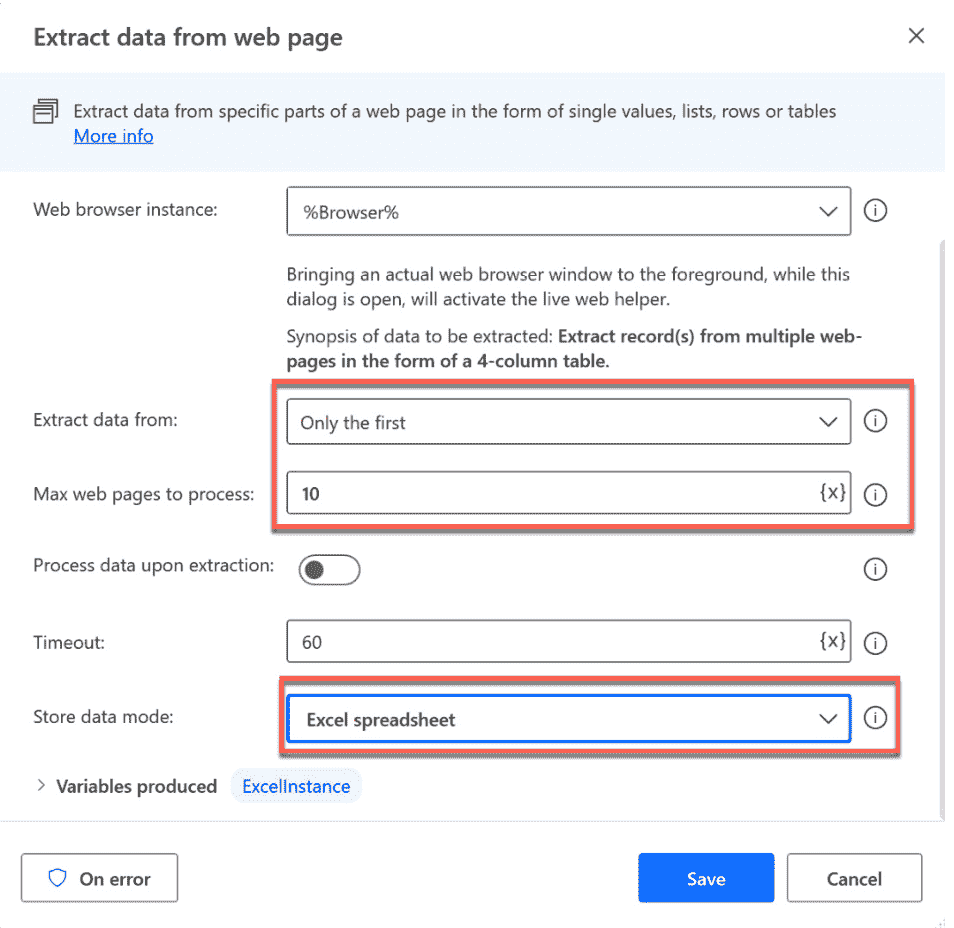 Extract data from web page
Extract data from specific parts of a web page in the form of single values, lists, rows or tables
More info
Web browser instance:
%Browser%
Bringing an actual web browser window to the foreground, while this
dialog is open, will activate the live web helper.
Synopsis of data to be extracted: Extract record(s) from multiple web-
pages in the form of a 4-column table.
Extract data from:
Only the first
Max web pages to process:
10 {x}
Process data upon extraction:
Timeout:
60 {x}
Store data mode:
Excel spreadsheet
Variables produced ExcelInstance
On error
Save
Cancel